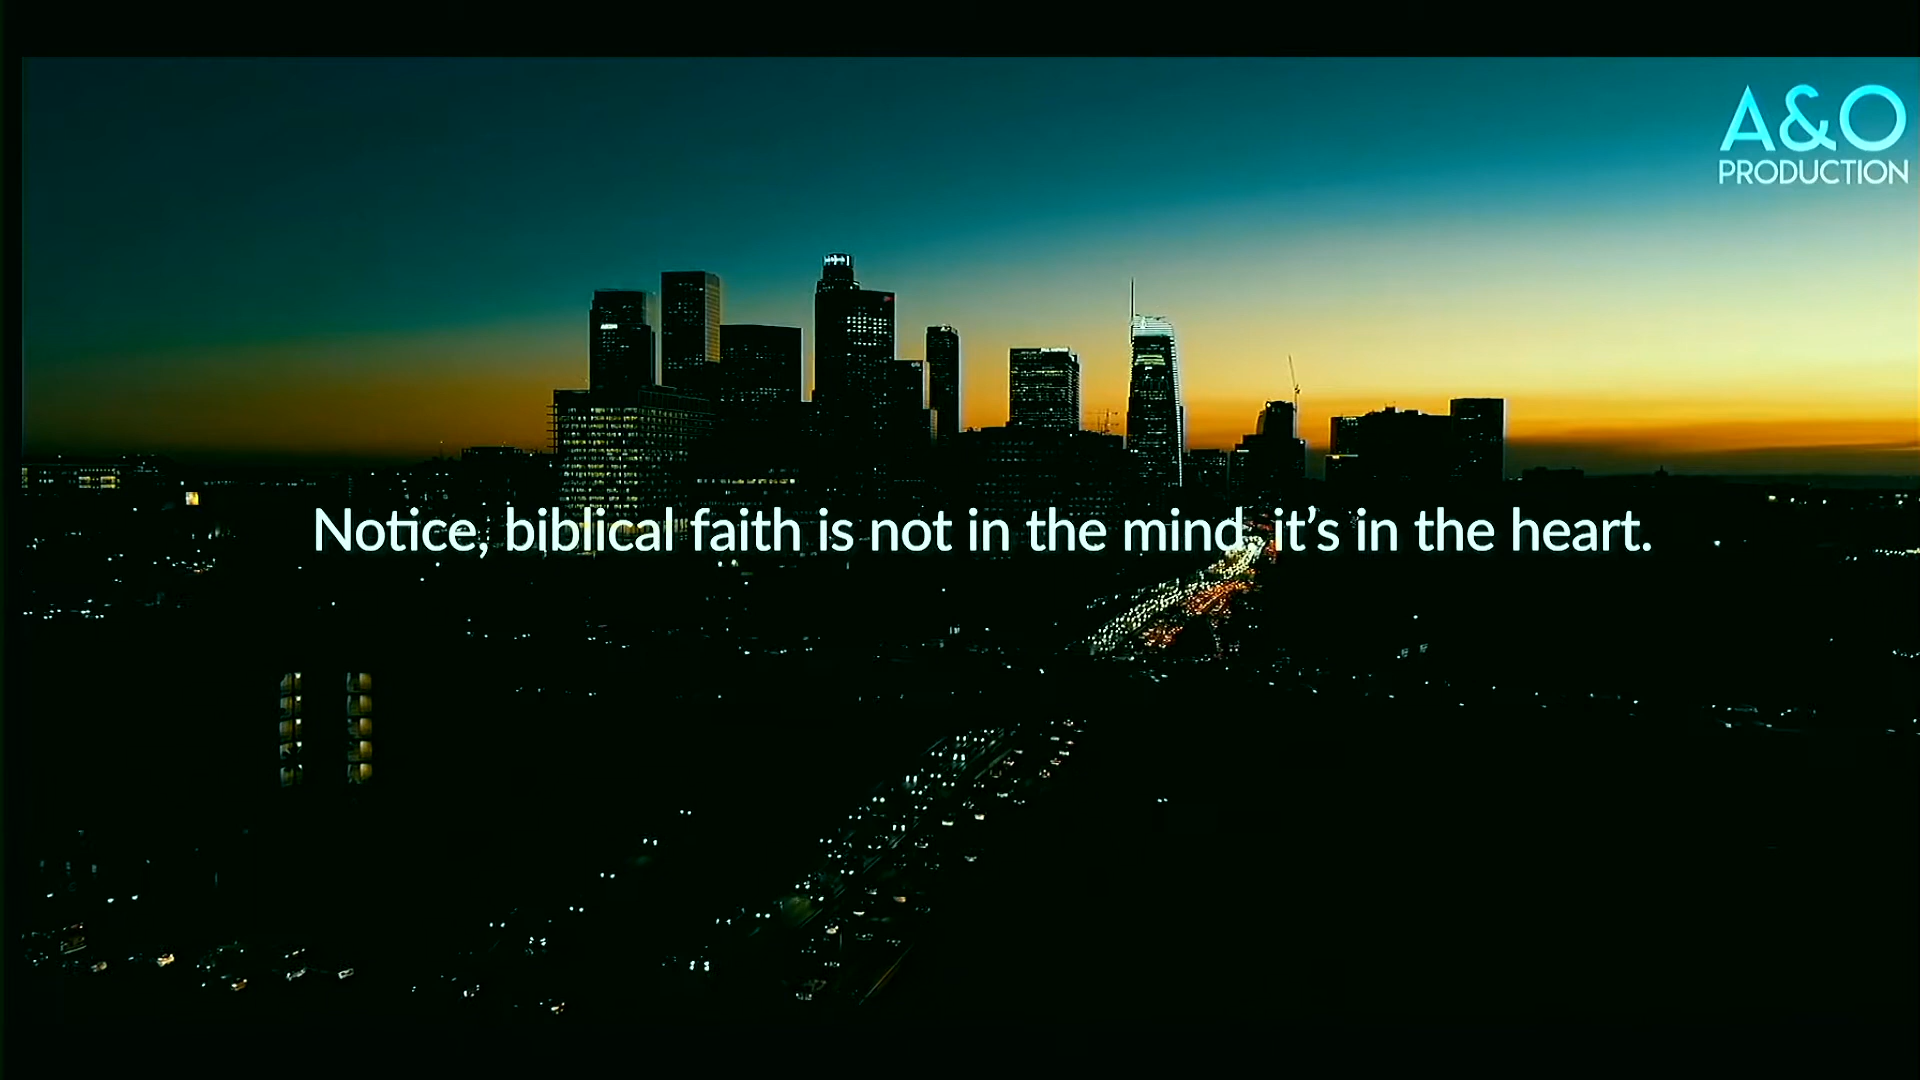 A&O
PRODUCTION
Notice, biblical faith is not in the mind, it’s in the heart.